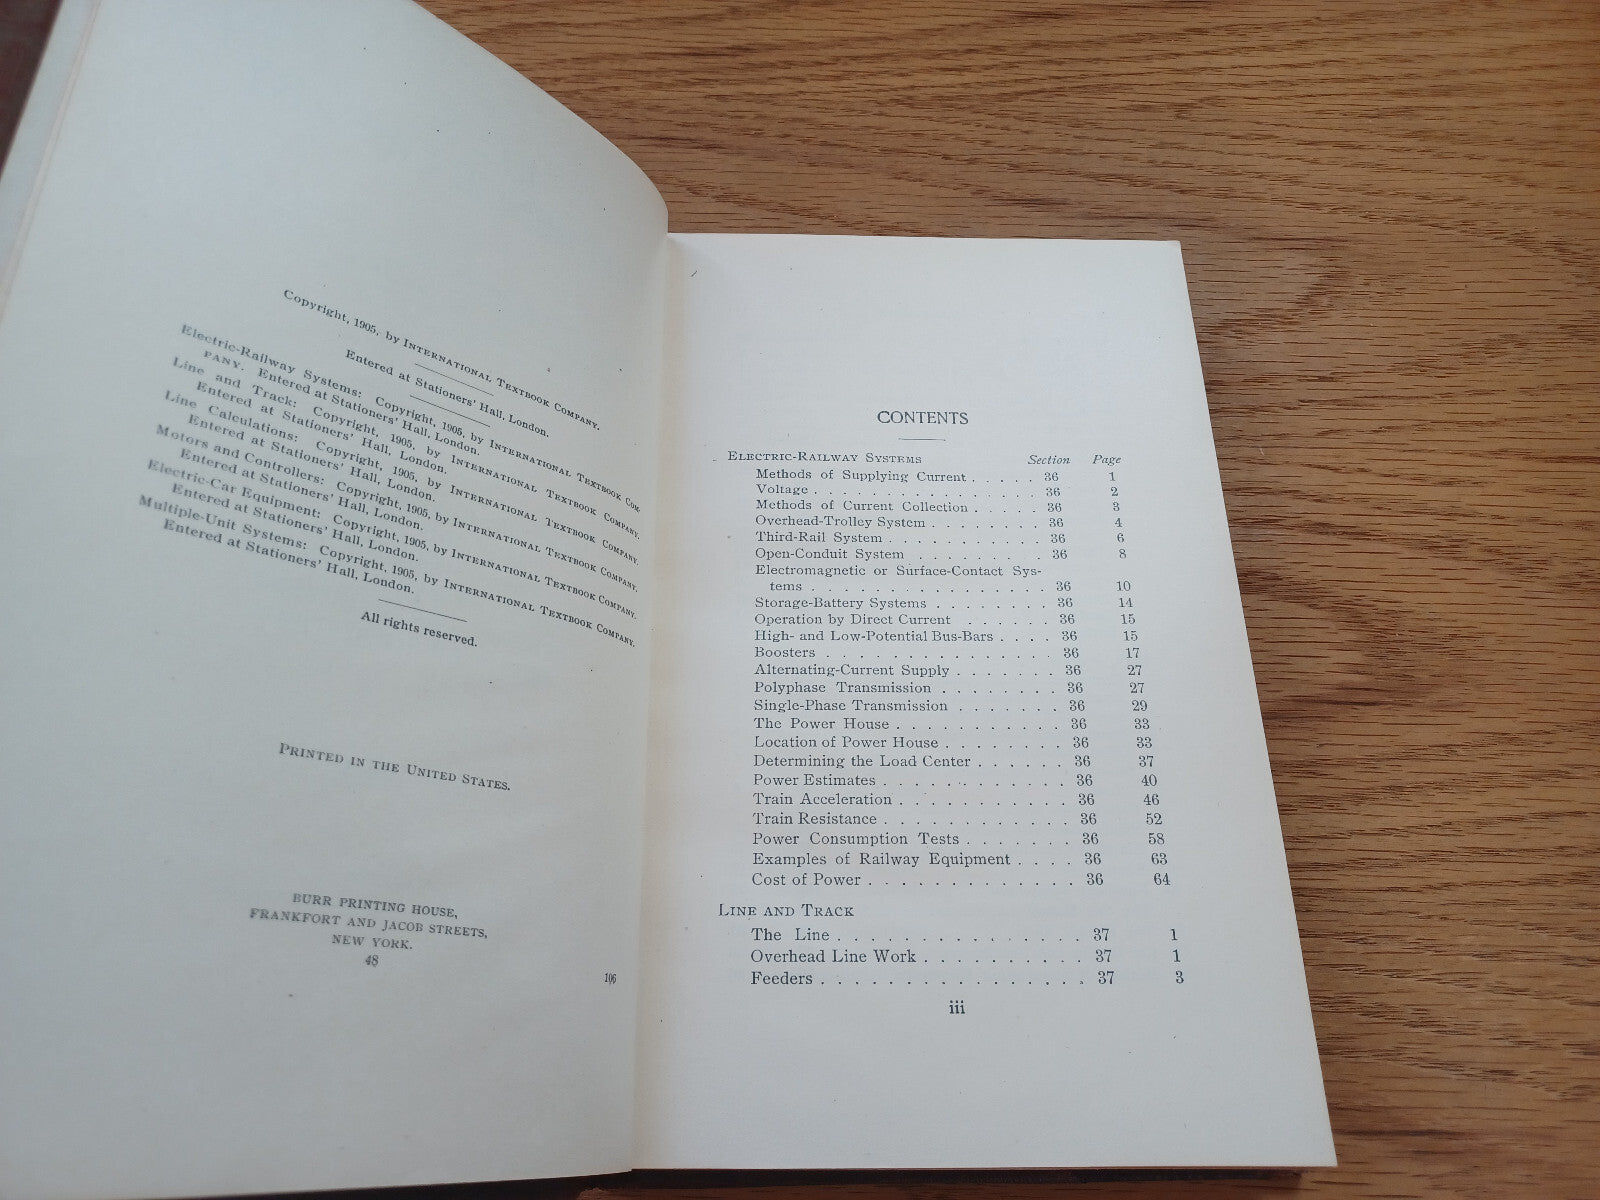 Copyright, 1905, by INTERNATIONAL TEXTBOOK COMPANY.
Entered at Stationers' Hall, London.
Electric-Railway Systems: Copyright, 1905, by INTERNATIONAL TEXTBOOK COM-
PANY. Entered at Stationers' Hall, London.
Line and Track: Copyright, 1905, by INTERNATIONAL TEXTBOOK COMPANY.
Entered at Stationers' Hall, London.
Line Calculations: Copyright, 1905, by INTERNATIONAL TEXTBOOK COMPANY.
Entered at Stationers' Hall, London.
Motors and Controllers: Copyright, 1905, by INTERNATIONAL TEXTBOOK COMPANY.
Entered at Stationers' Hall, London.
Electric-Car Equipment: Copyright, 1905, by INTERNATIONAL TEXTBOOK COMPANY.
Entered at Stationers' Hall, London.
Multiple-Unit Systems: Copyright, 1905, by INTERNATIONAL TEXTBOOK COMPANY.
Entered at Stationers' Hall, London.
All rights reserved.
PRINTED IN THE UNITED STATES.
BURR PRINTING HOUSE,
FRANKFORT AND JACOB STREETS,
NEW YORK.
48
106
CONTENTS
ELECTRIC-RAILWAY SYSTEMS Section Page
Methods of Supplying Current . . . . . 36 1
Voltage . . . . . . . . . . . . . . . . 36 2
Methods of Current Collection . . . . . 36 3
Overhead-Trolley System . . . . . . . . 36 4
Third-Rail System . . . . . . . . . . . 36 6
Open-Conduit System . . . . . . . . . 36 8
Electromagnetic or Surface-Contact Sys-
tems . . . . . . . . . . . . . . . . 36 10
Storage-Battery Systems . . . . . . . . 36 14
Operation by Direct Current . . . . . . 36 15
High- and Low-Potential Bus-Bars . . . . 36 15
Boosters . . . . . . . . . . . . . . . 36 17
Alternating-Current Supply . . . . . . . 36 27
Polyphase Transmission . . . . . . . . 36 27
Single-Phase Transmission . . . . . . . 36 29
The Power House . . . . . . . . . . . 36 33
Location of Power House . . . . . . . . 36 33
Determining the Load Center . . . . . . 36 37
Power Estimates . . . . . . . . . . . . 36 40
Train Acceleration . . . . . . . . . . . 36 46
Train Resistance . . . . . . . . . . . . 36 52
Power Consumption Tests . . . . . . . 36 58
Examples of Railway Equipment . . . . 36 63
Cost of Power . . . . . . . . . . . . . 36 64
LINE AND TRACK
The Line . . . . . . . . . . . . . . . 37 1
Overhead Line Work . . . . . . . . . . 37 1
Feeders . . . . . . . . . . . . . . . . . 37 3
iii